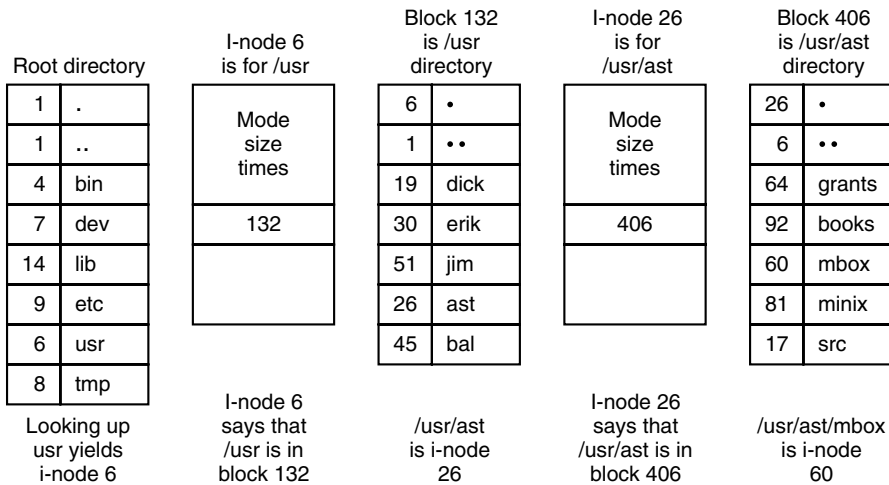 Root directory
1 .
1 ..
4 bin
7 dev
14 lib
9 etc
6 usr
8 tmp
Looking up
usr yields
i-node 6
I-node 6
is for /usr
Mode
size
times
132
I-node 6
says that
/usr is in
block 132
Block 132
is /usr
directory
6 •
1 ••
19 dick
30 erik
51 jim
26 ast
45 bal
/usr/ast
is i-node
26
I-node 26
is for
/usr/ast
Mode
size
times
406
I-node 26
says that
/usr/ast is in
block 406
Block 406
is /usr/ast
directory
26 •
6 ••
64 grants
92 books
60 mbox
81 minix
17 src
/usr/ast/mbox
is i-node
60